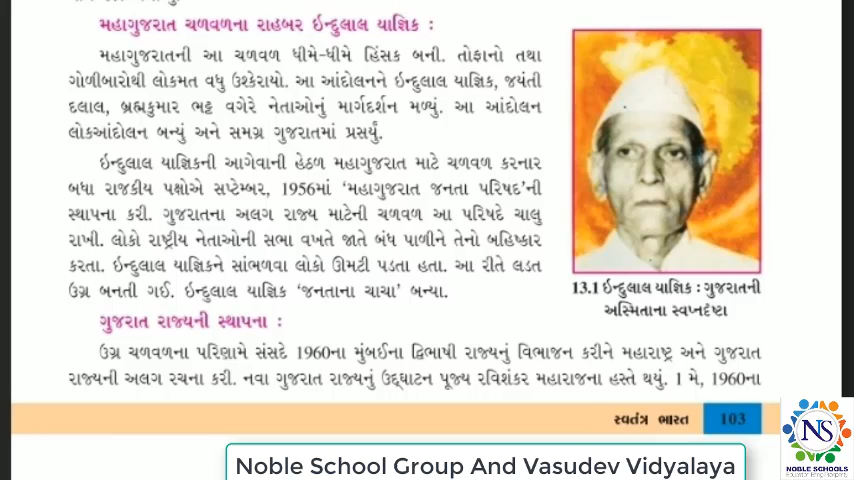 મહાગુજરાત ચળવળના રાહબર ઇન્દુલાલ યાજ્ઞિક :
મહાગુજરાતની આ ચળવળ ધીમે-ધીમે હિંસક બની. તોફાનો તથા
ગોળીબારોથી લોકમત વધુ ઉશ્કેરાયો. આ આંદોલનને ઇન્દુલાલ યાજ્ઞિક, જયંતી
દલાલ, બ્રહ્મકુમાર ભટ્ટ વગેરે નેતાઓનું માર્ગદર્શન મળ્યું. આ આંદોલન
લોકઆંદોલન બન્યું અને સમગ્ર ગુજરાતમાં પ્રસર્યું.
ઇન્દુલાલ યાજ્ઞિકની આગેવાની હેઠળ મહાગુજરાત માટે ચળવળ કરનાર
બધા રાજકીય પક્ષોએ સપ્ટેમ્બર, 1956માં ‘મહાગુજરાત જનતા પરિષદ’ની
સ્થાપના કરી. ગુજરાતના અલગ રાજ્ય માટેની ચળવળ આ પરિષદે ચાલુ
રાખી. લોકો રાષ્ટ્રીય નેતાઓની સભા વખતે જાતે બંધ પાળીને તેનો બહિષ્કાર
કરતા. ઇન્દુલાલ યાજ્ઞિકને સાંભળવા લોકો ઊમટી પડતા હતા. આ રીતે લડત
ઉગ્ર બનતી ગઈ. ઇન્દુલાલ યાજ્ઞિક ‘જનતાના ચાચા’ બન્યા.
13.1 ઇન્દુલાલ યાજ્ઞિક : ગુજરાતની
અસ્મિતાના સ્વપ્નદૃષ્ટા
ગુજરાત રાજ્યની સ્થાપના :
ઉગ્ર ચળવળના પરિણામે સંસદે 1960ના મુંબઈના દ્વિભાષી રાજ્યનું વિભાજન કરીને મહારાષ્ટ્ર અને ગુજરાત
રાજ્યની અલગ રચના કરી. નવા ગુજરાત રાજ્યનું ઉદ્‌ઘાટન પૂજ્ય રવિશંકર મહારાજના હસ્તે થયું. 1 મે, 1960ના
સ્વતંત્ર ભારત 103
NS
NOBLE SCHOOLS
Noble School Group And Vasudev Vidyalaya